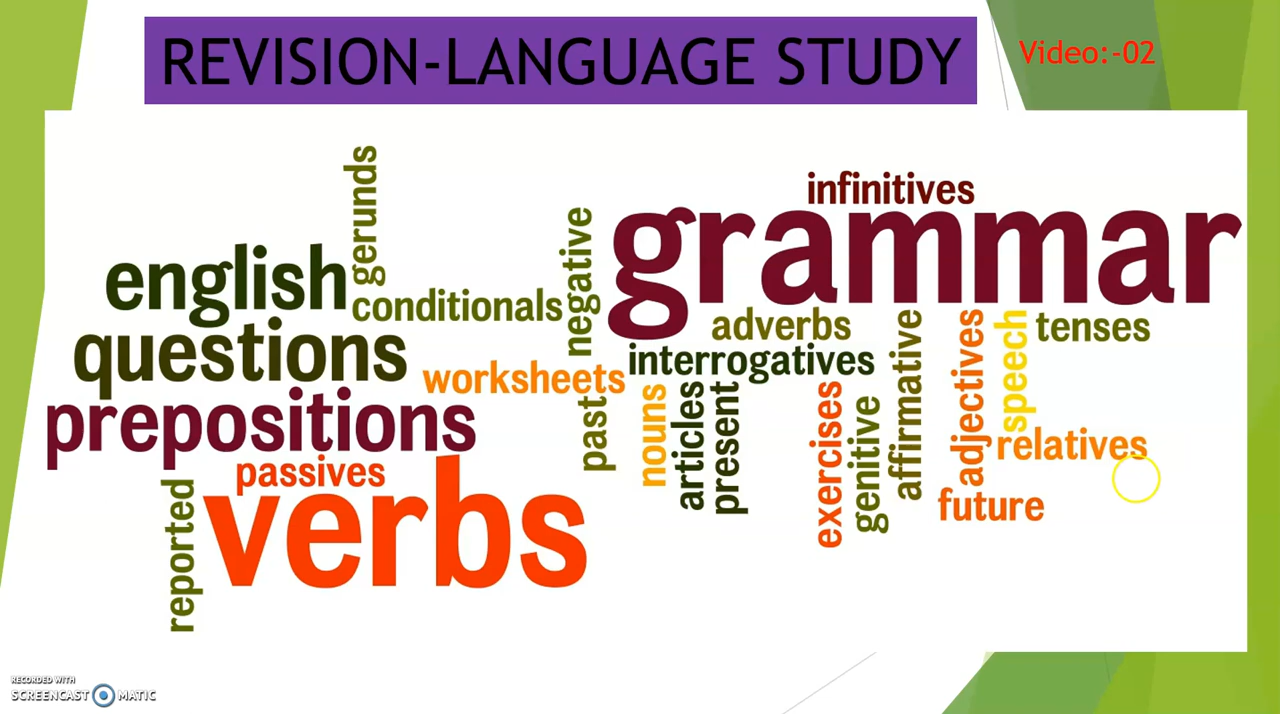 REVISION-LANGUAGE STUDY
Video:-02
gerunds
infinitives
grammar
english
negative
conditionals
adverbs
tenses
questions
interrogatives
affirmative
adjectives
speech
worksheets
past
nouns
articles
present
exercises
genitive
prepositions
relatives
passives
verbs
future
reported
RECORDED WITH
SCREENCAST MATIC